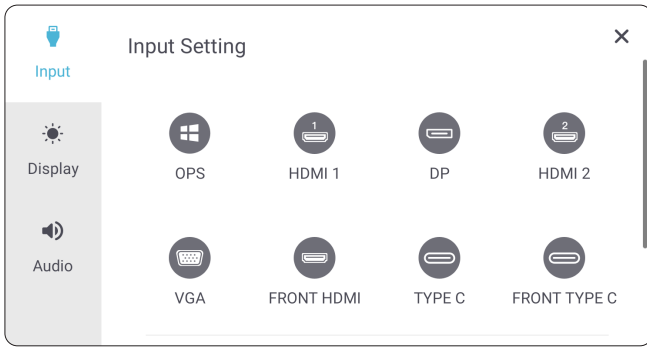 Input
Input Setting
Display
Audio
1
2
OPS
HDMI 1
DP
HDMI 2
VGA
FRONT HDMI
TYPE C
FRONT TYPE C